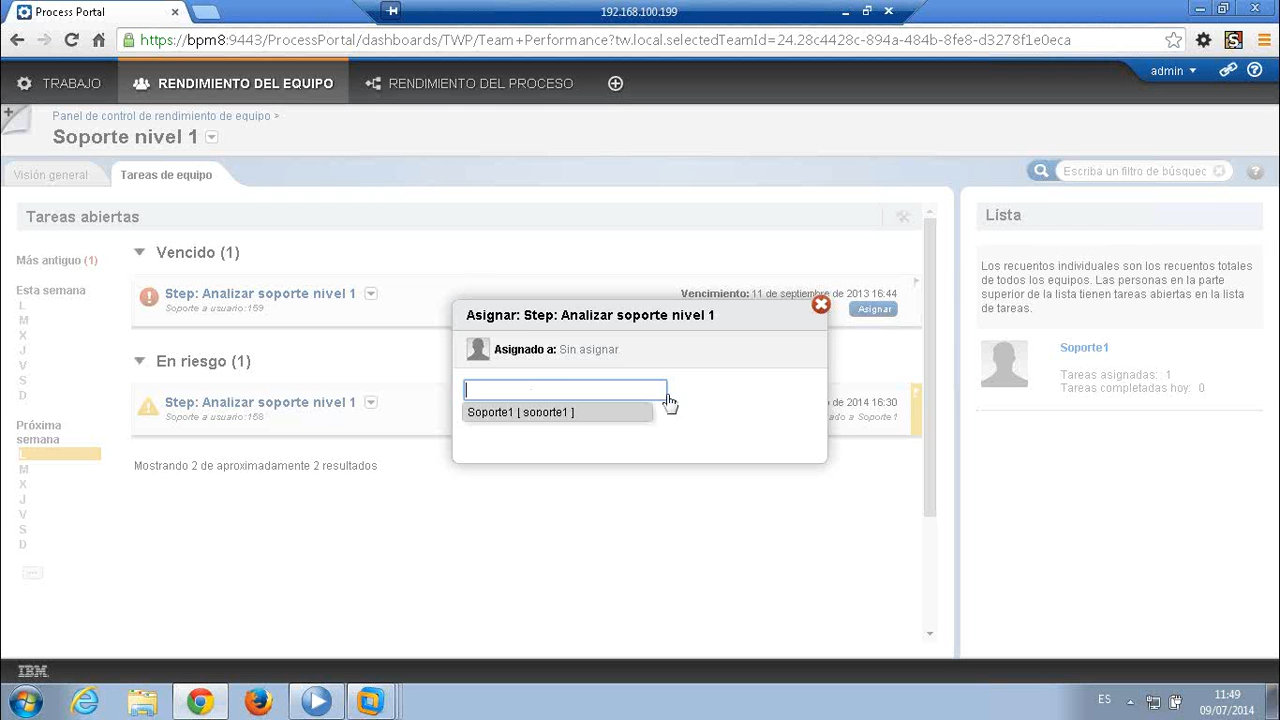 Process Portal
192.168.100.199
https://bpm8:9443/ProcessPortal/dashboards/TWP/Team+Performance?tw.local.selectedTeamId=24.28c4428c-894a-484b-8fe8-d3278f1e0eca
TRABAJO
RENDIMIENTO DEL EQUIPO
RENDIMIENTO DEL PROCESO
admin
Panel de control de rendimiento de equipo >
Soporte nivel 1
Visión general
Tareas de equipo
Escriba un filtro de búsquec
Tareas abiertas
Lista
Más antiguo (1)
Esta semana
L
M
X
J
V
S
D
Próxima
semana
L
M
X
J
V
S
D
Vencido (1)
Step: Analizar soporte nivel 1
Soporte a usuario:159
Vencimiento: 11 de septiembre de 2013 16:44
Asignar
En riesgo (1)
Step: Analizar soporte nivel 1
Soporte a usuario:158
de 2014 16:30
ado a Soporte1
Mostrando 2 de aproximadamente 2 resultados
Asignar: Step: Analizar soporte nivel 1
Asignado a: Sin asignar
Soporte1 [ soporte1 ]
Los recuentos individuales son los recuentos totales
de todos los equipos. Las personas en la parte
superior de la lista tienen tareas abiertas en la lista
de tareas.
Soporte1
Tareas asignadas: 1
Tareas completadas hoy: 0
IBM
ES
11:49
09/07/2014